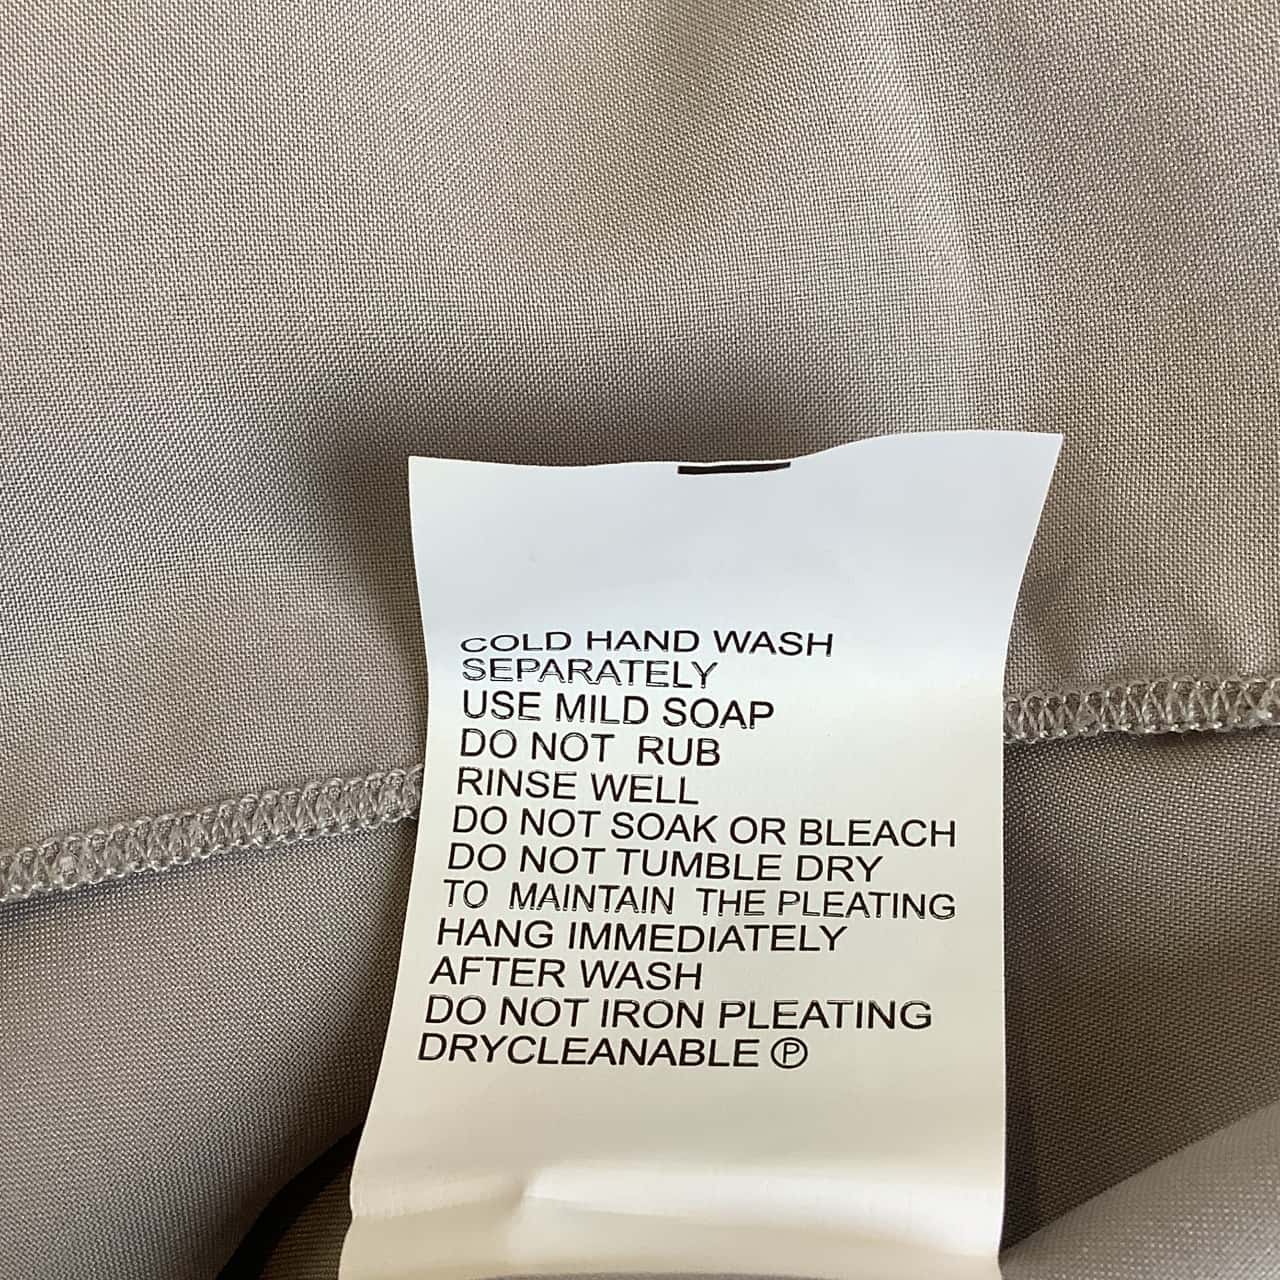 COLD HAND WASH
SEPARATELY
USE MILD SOAP
DO NOT RUB
RINSE WELL
DO NOT SOAK OR BLEACH
DO NOT TUMBLE DRY
TO MAINTAIN THE PLEATING
HANG IMMEDIATELY
AFTER WASH
DO NOT IRON PLEATING
DRYCLEANABLE Ⓟ